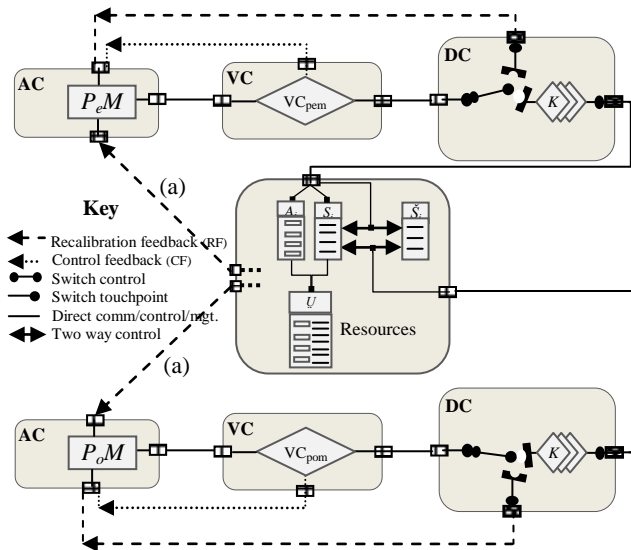 AC
VC
DC
PₑM
VCpem
K
(a)
Key
Recalibration feedback (RF)
Control feedback (CF)
Switch control
Switch touchpoint
Direct comm/control/mgt.
Two way control
Aᵢ
Sᵢ
Šᵢ
Resources
(a)
AC
VC
DC
PₒM
VCpom
K